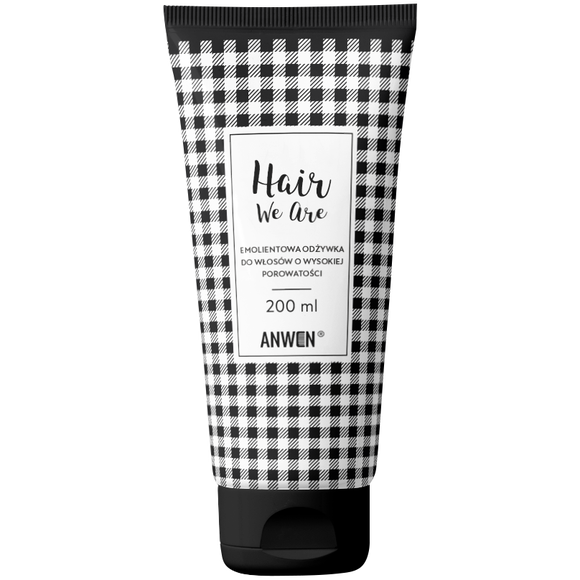 Hair
We Are
EMOLIENTOWA ODŻYWKA
DO WŁOSÓW O WYSOKIEJ
POROWATOŚCI
200 ml
ANWEN®